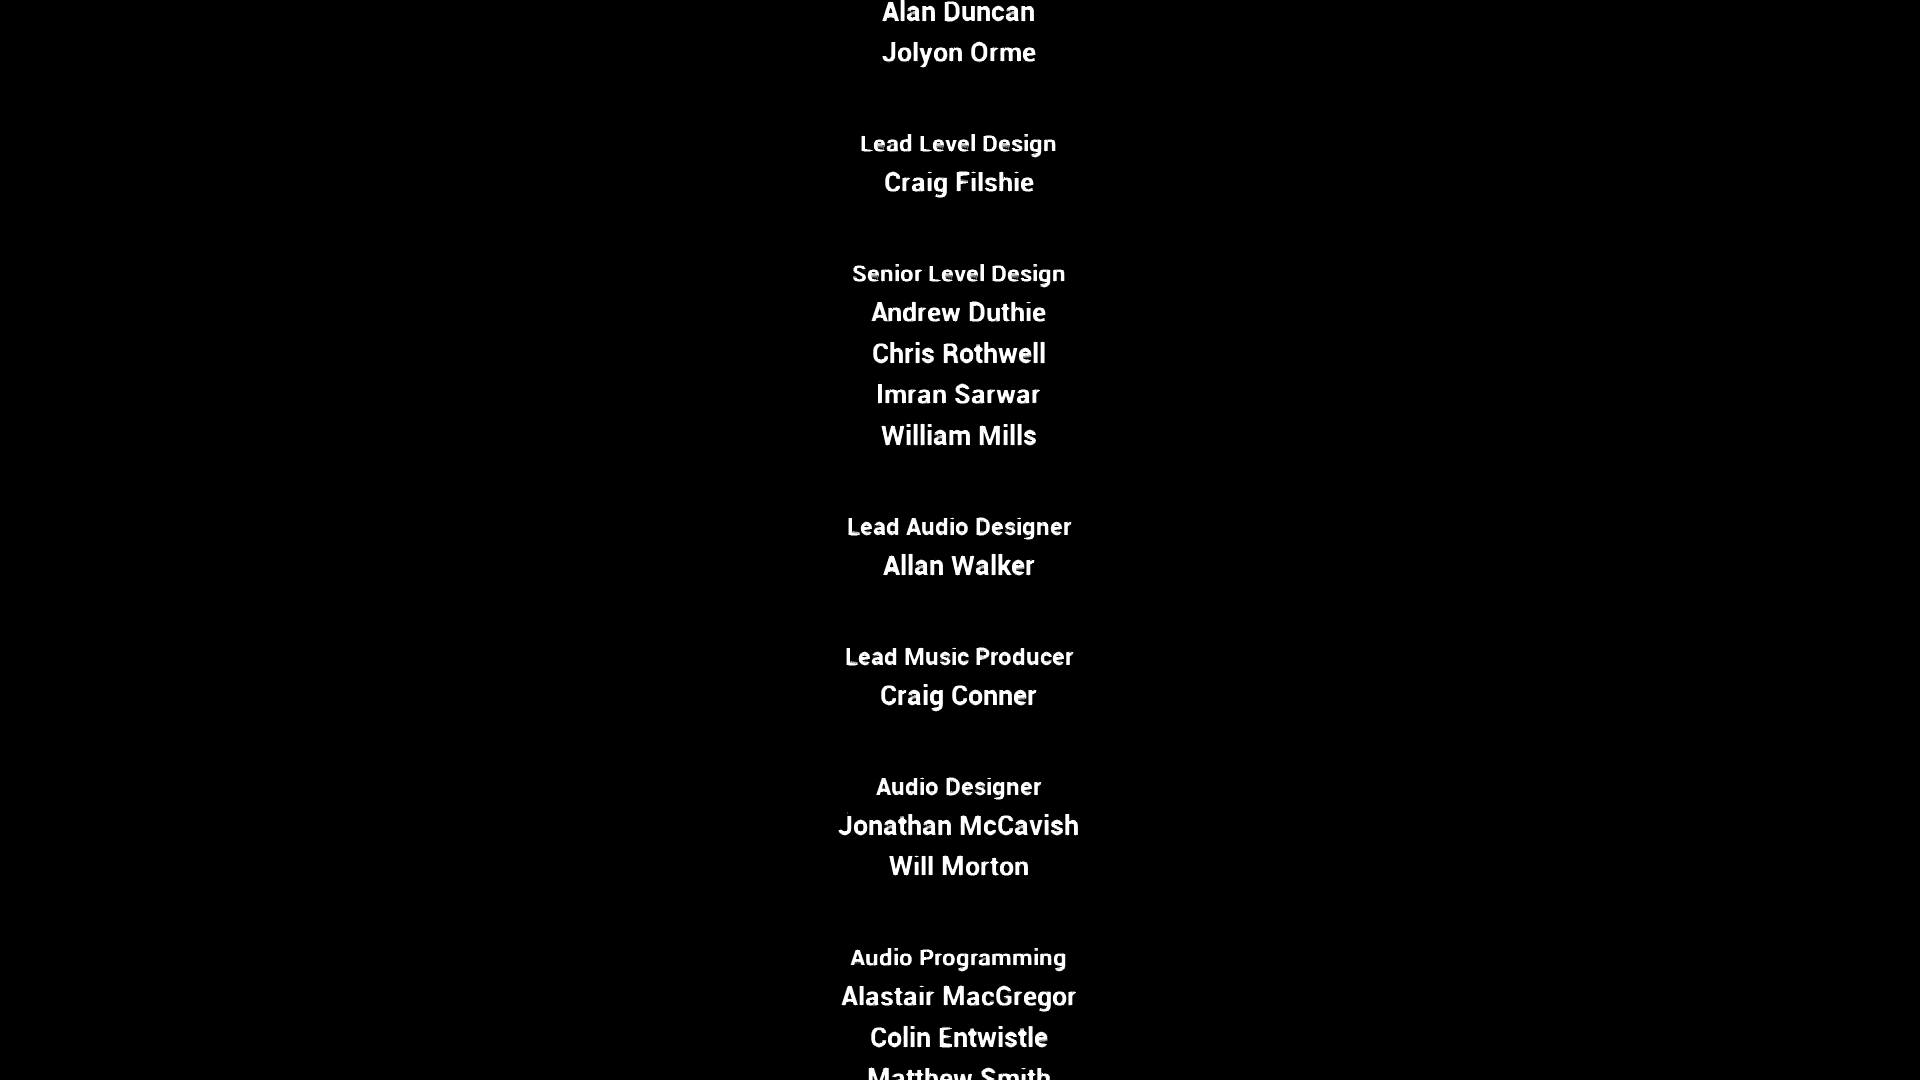 Alan Duncan
Jolyon Orme
Lead Level Design
Craig Filshie
Senior Level Design
Andrew Duthie
Chris Rothwell
Imran Sarwar
William Mills
Lead Audio Designer
Allan Walker
Lead Music Producer
Craig Conner
Audio Designer
Jonathan McCavish
Will Morton
Audio Programming
Alastair MacGregor
Colin Entwistle
Matthew Smith